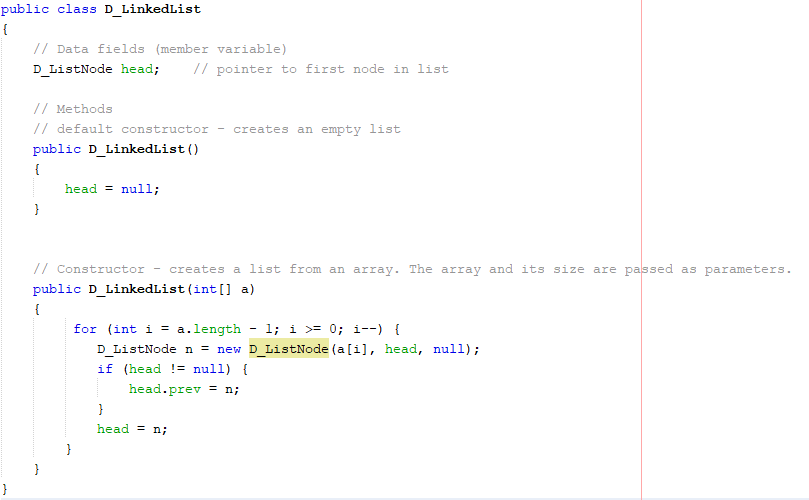 public class D_LinkedList
{
    // Data fields (member variable)
    D_ListNode head;    // pointer to first node in list

    // Methods
    // default constructor - creates an empty list
    public D_LinkedList()
    {
        head = null;
    }


    // Constructor - creates a list from an array. The array and its size are passed as parameters.
    public D_LinkedList(int[] a)
    {
         for (int i = a.length - 1; i >= 0; i--) {
            D_ListNode n = new D_ListNode(a[i], head, null);
            if (head != null) {
                head.prev = n;
            }
            head = n;
        }
    }
}